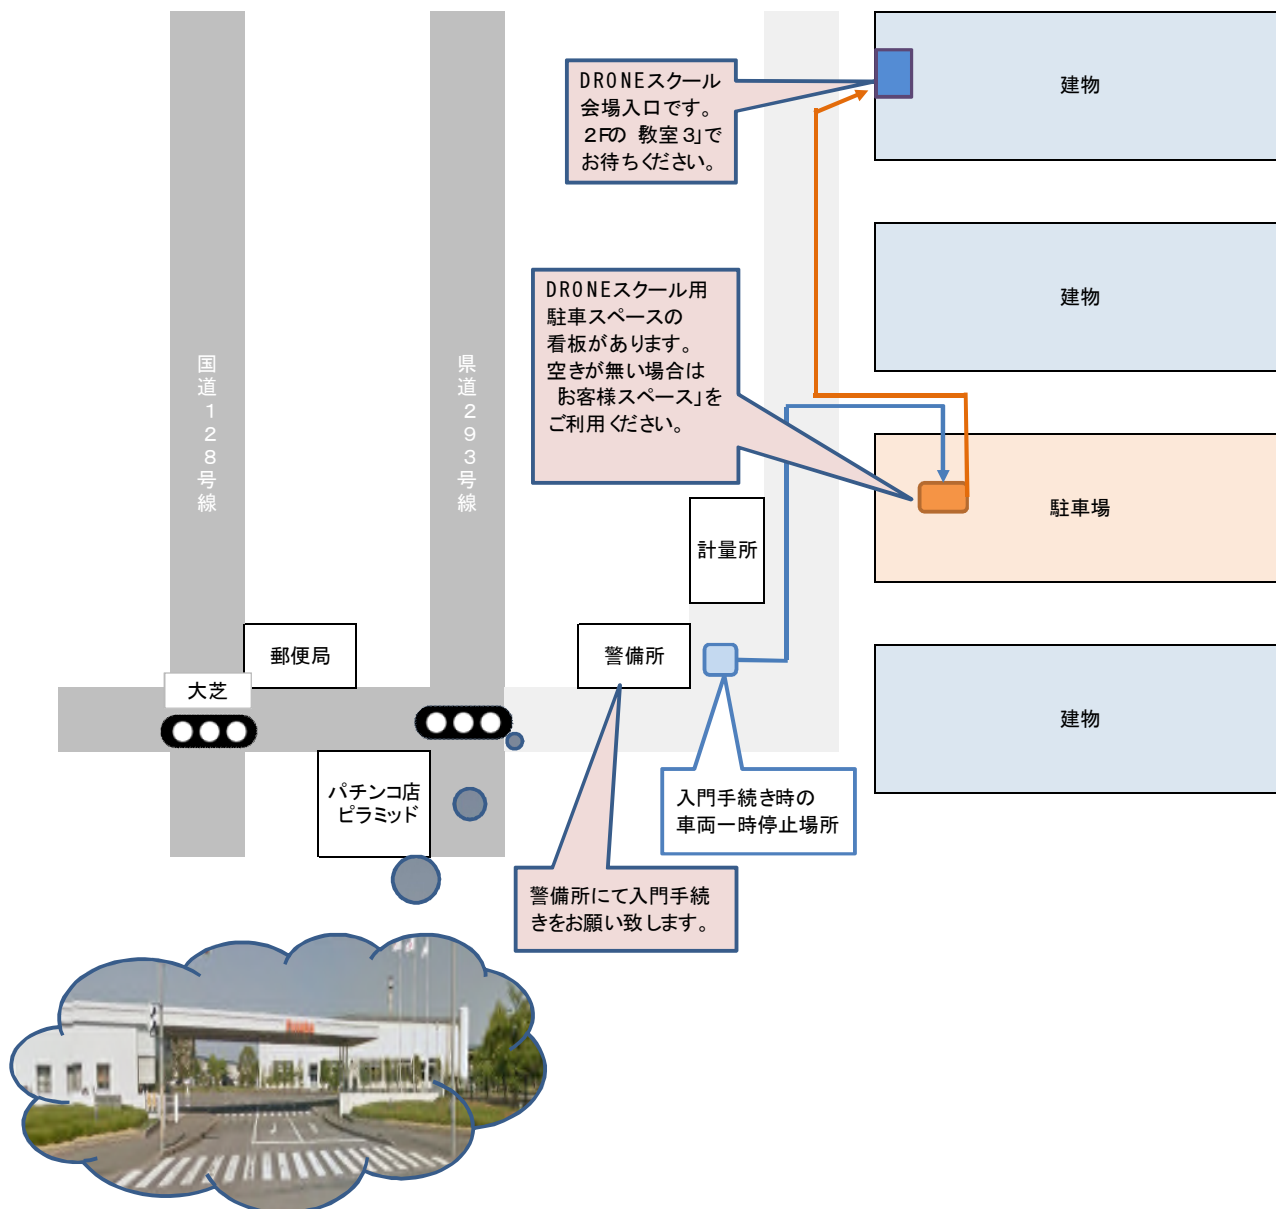 DRONEスクール
会場入口です。
２Fの「教室３」で
お待ちください。
建物
建物
DRONEスクール用
駐車スペースの
看板があります。
空きが無い場合は
「お客様スペース」を
ご利用ください。
国道１２８号線
県道２９３号線
駐車場
計量所
郵便局
警備所
大芝
建物
パチンコ店
ピラミッド
入門手続き時の
車両一時停止場所
警備所にて入門手続
きをお願い致します。